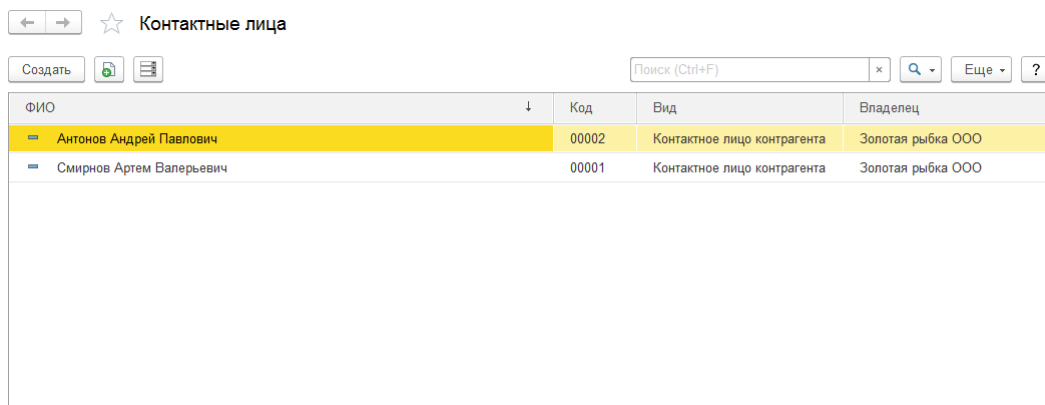 Контактные лица
Создать Поиск (Ctrl+F) × Еще ?
ФИО ↓ Код Вид Владелец
Антонов Андрей Павлович 00002 Контактное лицо контрагента Золотая рыбка ООО
Смирнов Артем Валерьевич 00001 Контактное лицо контрагента Золотая рыбка ООО